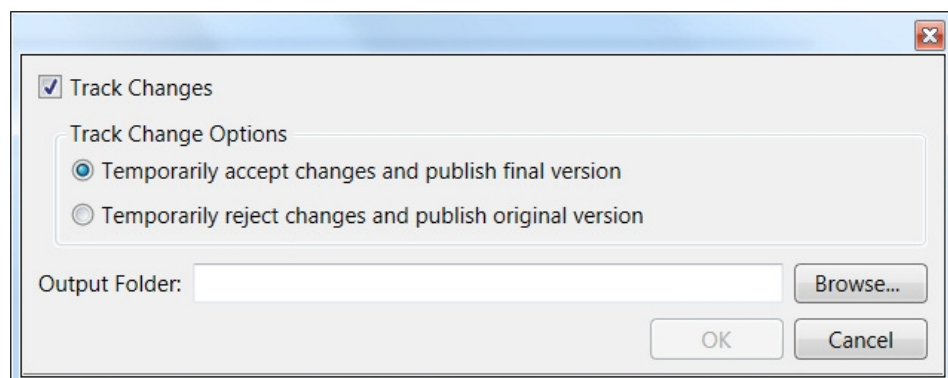 Track Changes
Track Change Options
Temporarily accept changes and publish final version
Temporarily reject changes and publish original version
Output Folder: Browse...
OK Cancel